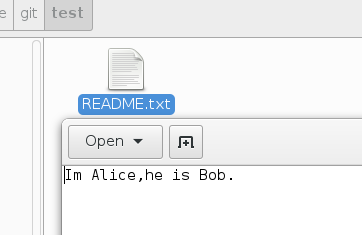 e git test
README.txt
Open
Im Alice,he is Bob.